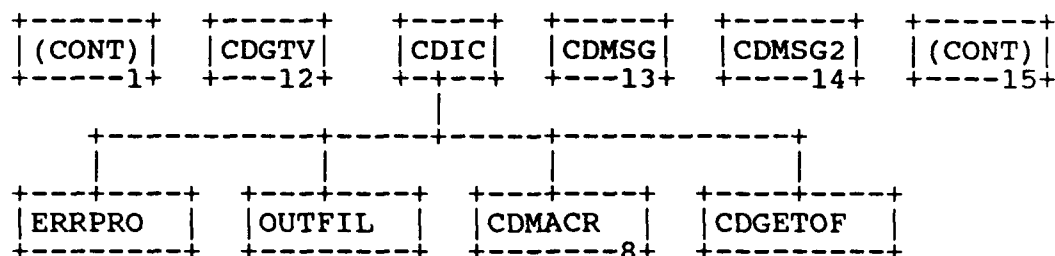 (CONT) CDGTV CDIC CDMSG CDMSG2 (CONT)
1 12 13 14 15
ERRPRO OUTFIL CDMACR CDGETOF
8